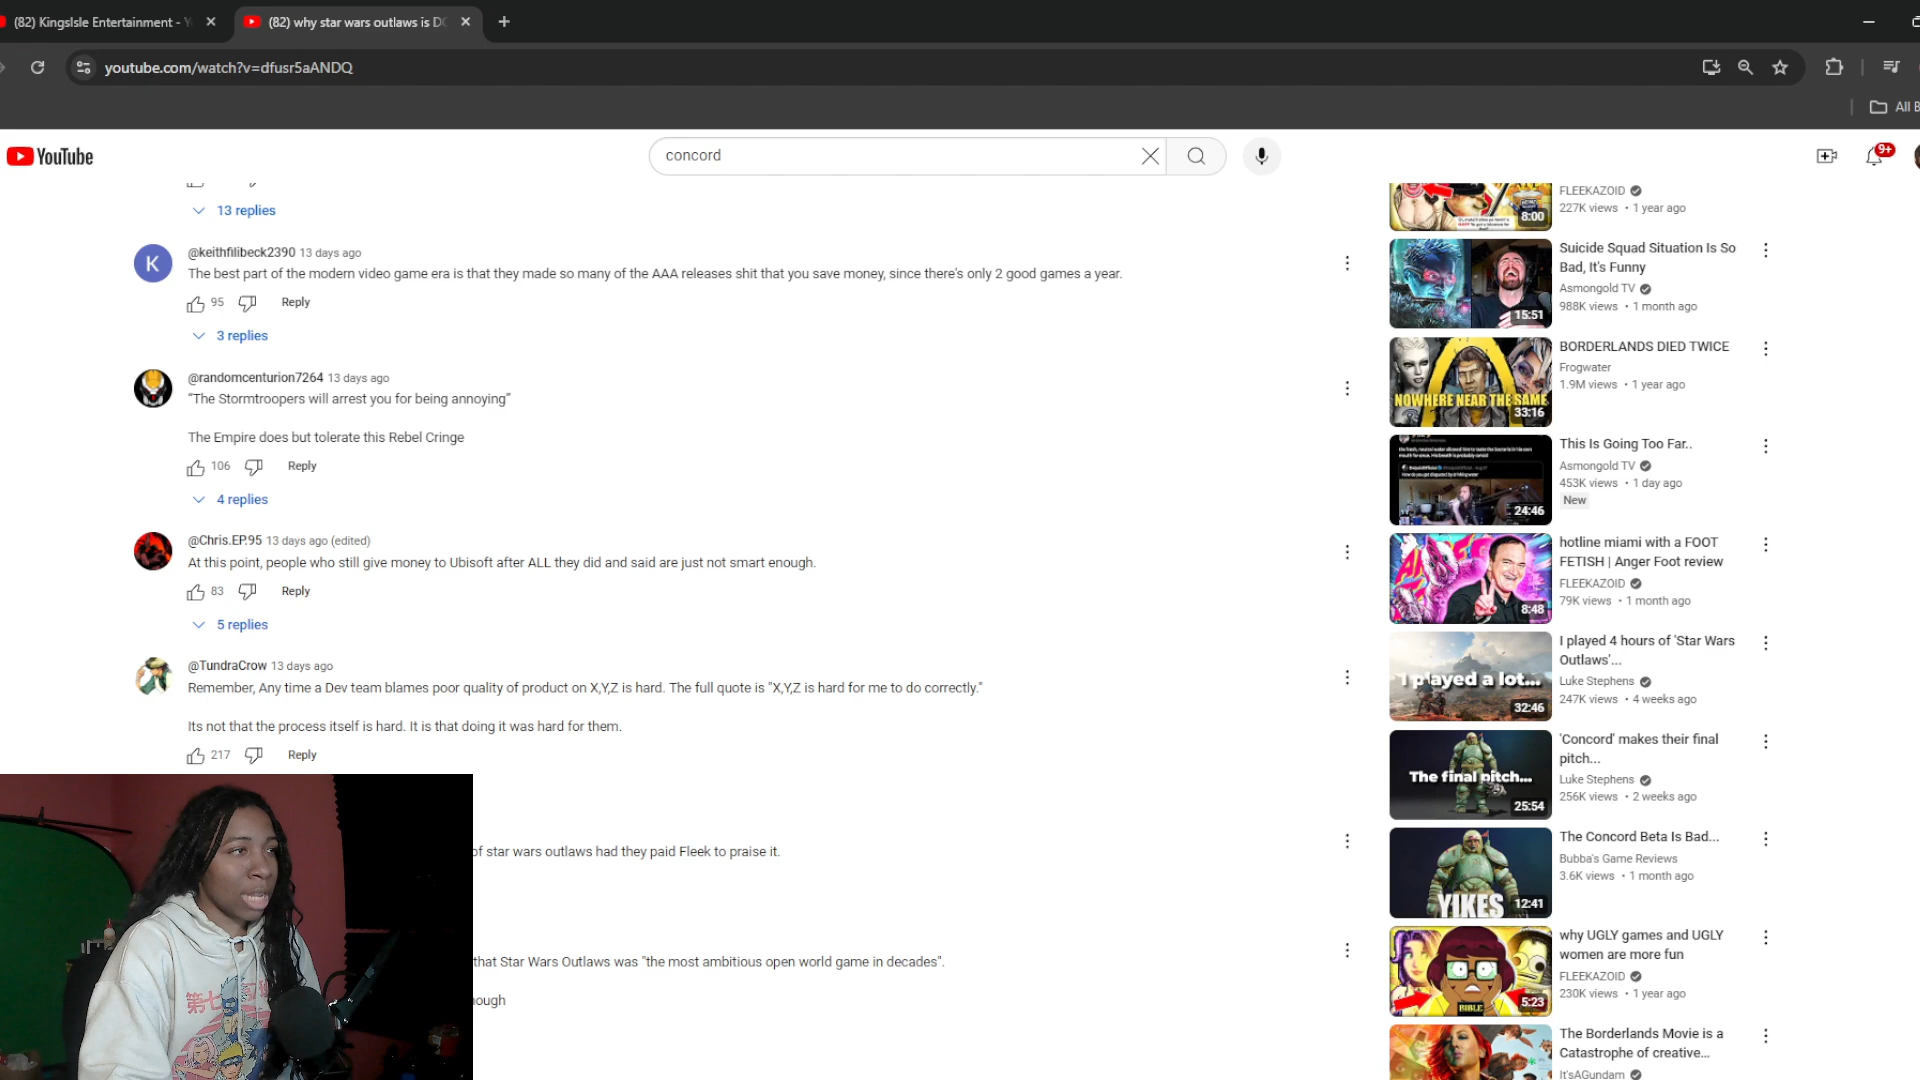 (82) KingsIsle Entertainment - Y
(82) why star wars outlaws is DO
youtube.com/watch?v=dfusr5aANDQ
All B
YouTube
concord
9+
13 replies
@keithfilibeck2390 13 days ago
The best part of the modern video game era is that they made so many of the AAA releases shit that you save money, since there's only 2 good games a year.
95 Reply
3 replies
@randomcenturion7264 13 days ago
“The Stormtroopers will arrest you for being annoying”
The Empire does but tolerate this Rebel Cringe
106 Reply
4 replies
@Chris.EP.95 13 days ago (edited)
At this point, people who still give money to Ubisoft after ALL they did and said are just not smart enough.
83 Reply
5 replies
@TundraCrow 13 days ago
Remember, Any time a Dev team blames poor quality of product on X,Y,Z is hard. The full quote is "X,Y,Z is hard for me to do correctly."
Its not that the process itself is hard. It is that doing it was hard for them.
217 Reply
of star wars outlaws had they paid Fleek to praise it.
that Star Wars Outlaws was "the most ambitious open world game in decades".
nough
第七
8:00
FLEEKAZOID
227K views • 1 year ago
15:51
Suicide Squad Situation Is So
Bad, It's Funny
Asmongold TV
988K views • 1 month ago
NOWHERE NEAR THE SAME
33:16
BORDERLANDS DIED TWICE
Frogwater
1.9M views • 1 year ago
24:46
This Is Going Too Far..
Asmongold TV
453K views • 1 day ago
New
8:48
hotline miami with a FOOT
FETISH | Anger Foot review
FLEEKAZOID
79K views • 1 month ago
I played a lot...
32:46
I played 4 hours of 'Star Wars
Outlaws'...
Luke Stephens
247K views • 4 weeks ago
The final pitch...
25:54
'Concord' makes their final
pitch...
Luke Stephens
256K views • 2 weeks ago
YIKES
12:41
The Concord Beta Is Bad...
Bubba's Game Reviews
3.6K views • 1 month ago
BIBLE
5:23
why UGLY games and UGLY
women are more fun
FLEEKAZOID
230K views • 1 year ago
The Borderlands Movie is a
Catastrophe of creative...
It'sAGundam